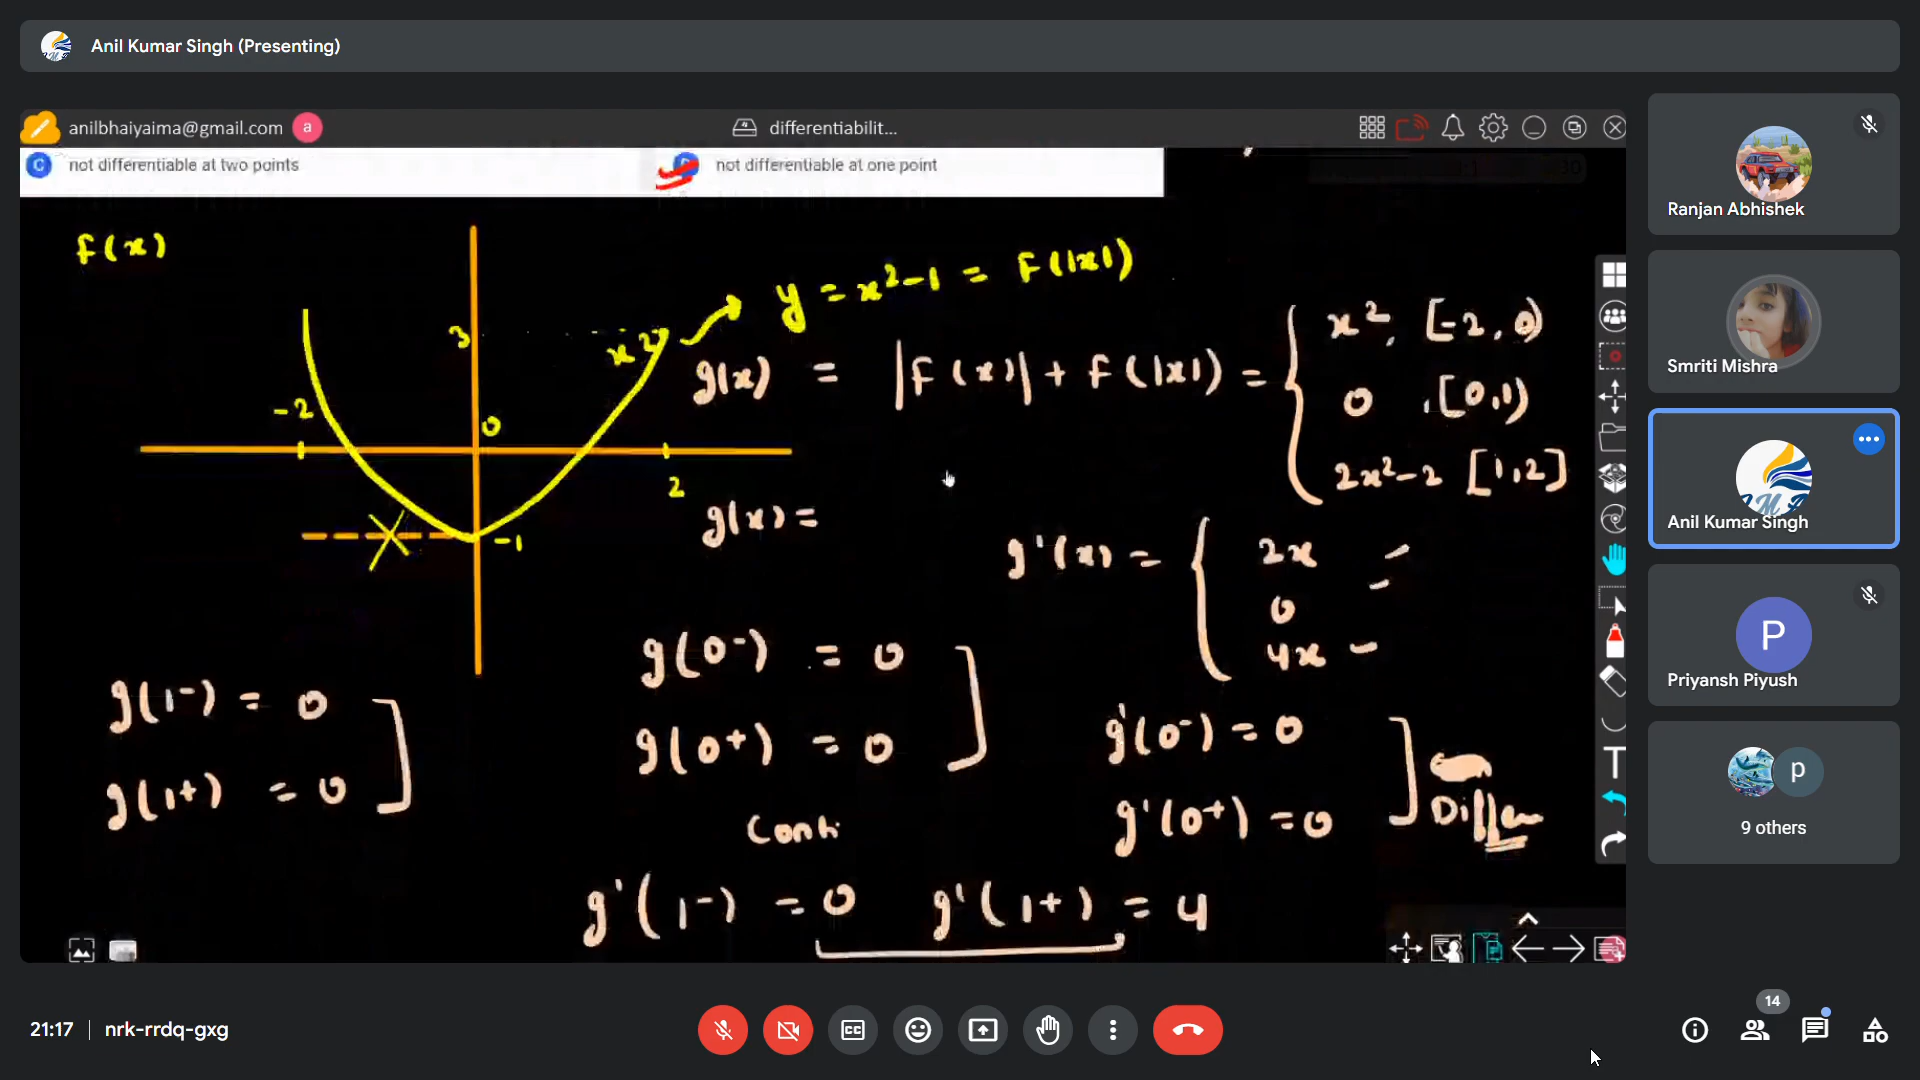 Anil Kumar Singh (Presenting)
anilbhaiyaima@gmail.com a
differentiabilit...
C not differentiable at two points
not differentiable at one point
f(x)
y = x²-1 = F(|x|)
3
x²
-2
0
2
-1
g(x) = |F(x)| + F(|x|) = { x², [-2, 0)
0 , [0,1)
2x²-2 [1,2]
g(x) =
g'(x) = { 2x
0
4x -
g(0-) = 0
g(0+) = 0
Conti
g(1-) = 0
g(1+) = 0
g'(0-) = 0
g'(0+) = 0
g'(1-) = 0 g'(1+) = 4
Ranjan Abhishek
Smriti Mishra
Anil Kumar Singh
P
Priyansh Piyush
p
9 others
T
21:17 | nrk-rrdq-gxg
CC
14